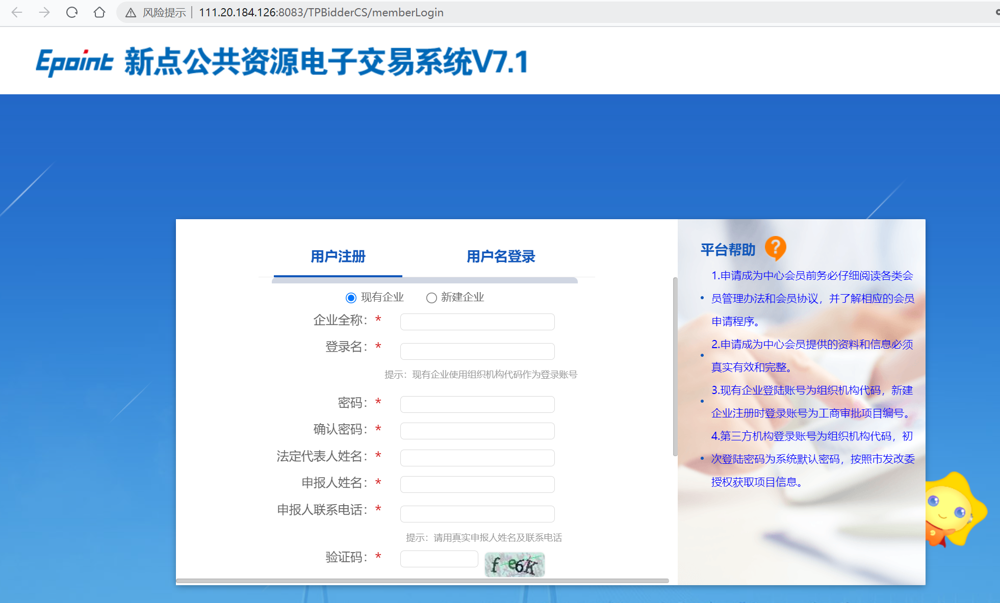 风险提示 111.20.184.126:8083/TPBidderCS/memberLogin
Epoint 新点公共资源电子交易系统V7.1
用户注册 用户名登录
现有企业 新建企业
企业全称：*
登录名：*
提示：现有企业使用组织机构代码作为登录账号
密码：*
确认密码：*
法定代表人姓名：*
申报人姓名：*
申报人联系电话：*
提示：请用真实申报人姓名及联系电话
验证码：* fe6K
平台帮助 ?
1.申请成为中心会员前务必仔细阅读各类会
员管理办法和会员协议，并了解相应的会员
申请程序。
2.申请成为中心会员提供的资料和信息必须
真实有效和完整。
3.现有企业登陆账号为组织机构代码，新建
企业注册时登录账号为工商审批项目编号。
4.第三方机构登录账号为组织机构代码，初
次登陆密码为系统默认密码，按照市发改委
授权获取项目信息。